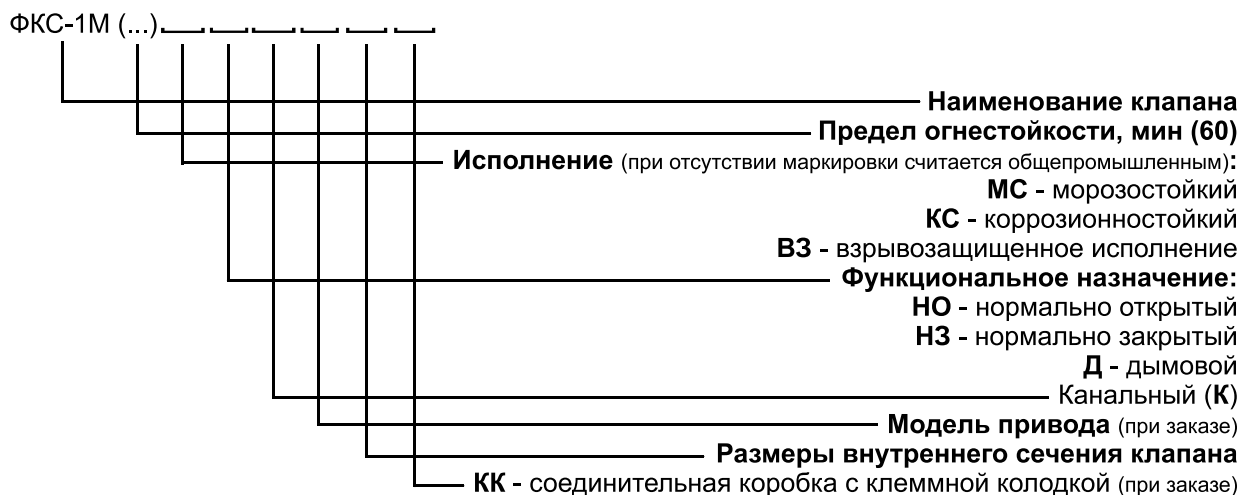 ФКС-1М (...)
Наименование клапана
Предел огнестойкости, мин (60)
Исполнение (при отсутствии маркировки считается общепромышленным):
МС - морозостойкий
КС - коррозионностойкий
ВЗ - взрывозащищенное исполнение
Функциональное назначение:
НО - нормально открытый
НЗ - нормально закрытый
Д - дымовой
Канальный (К)
Модель привода (при заказе)
Размеры внутреннего сечения клапана
КК - соединительная коробка с клеммной колодкой (при заказе)